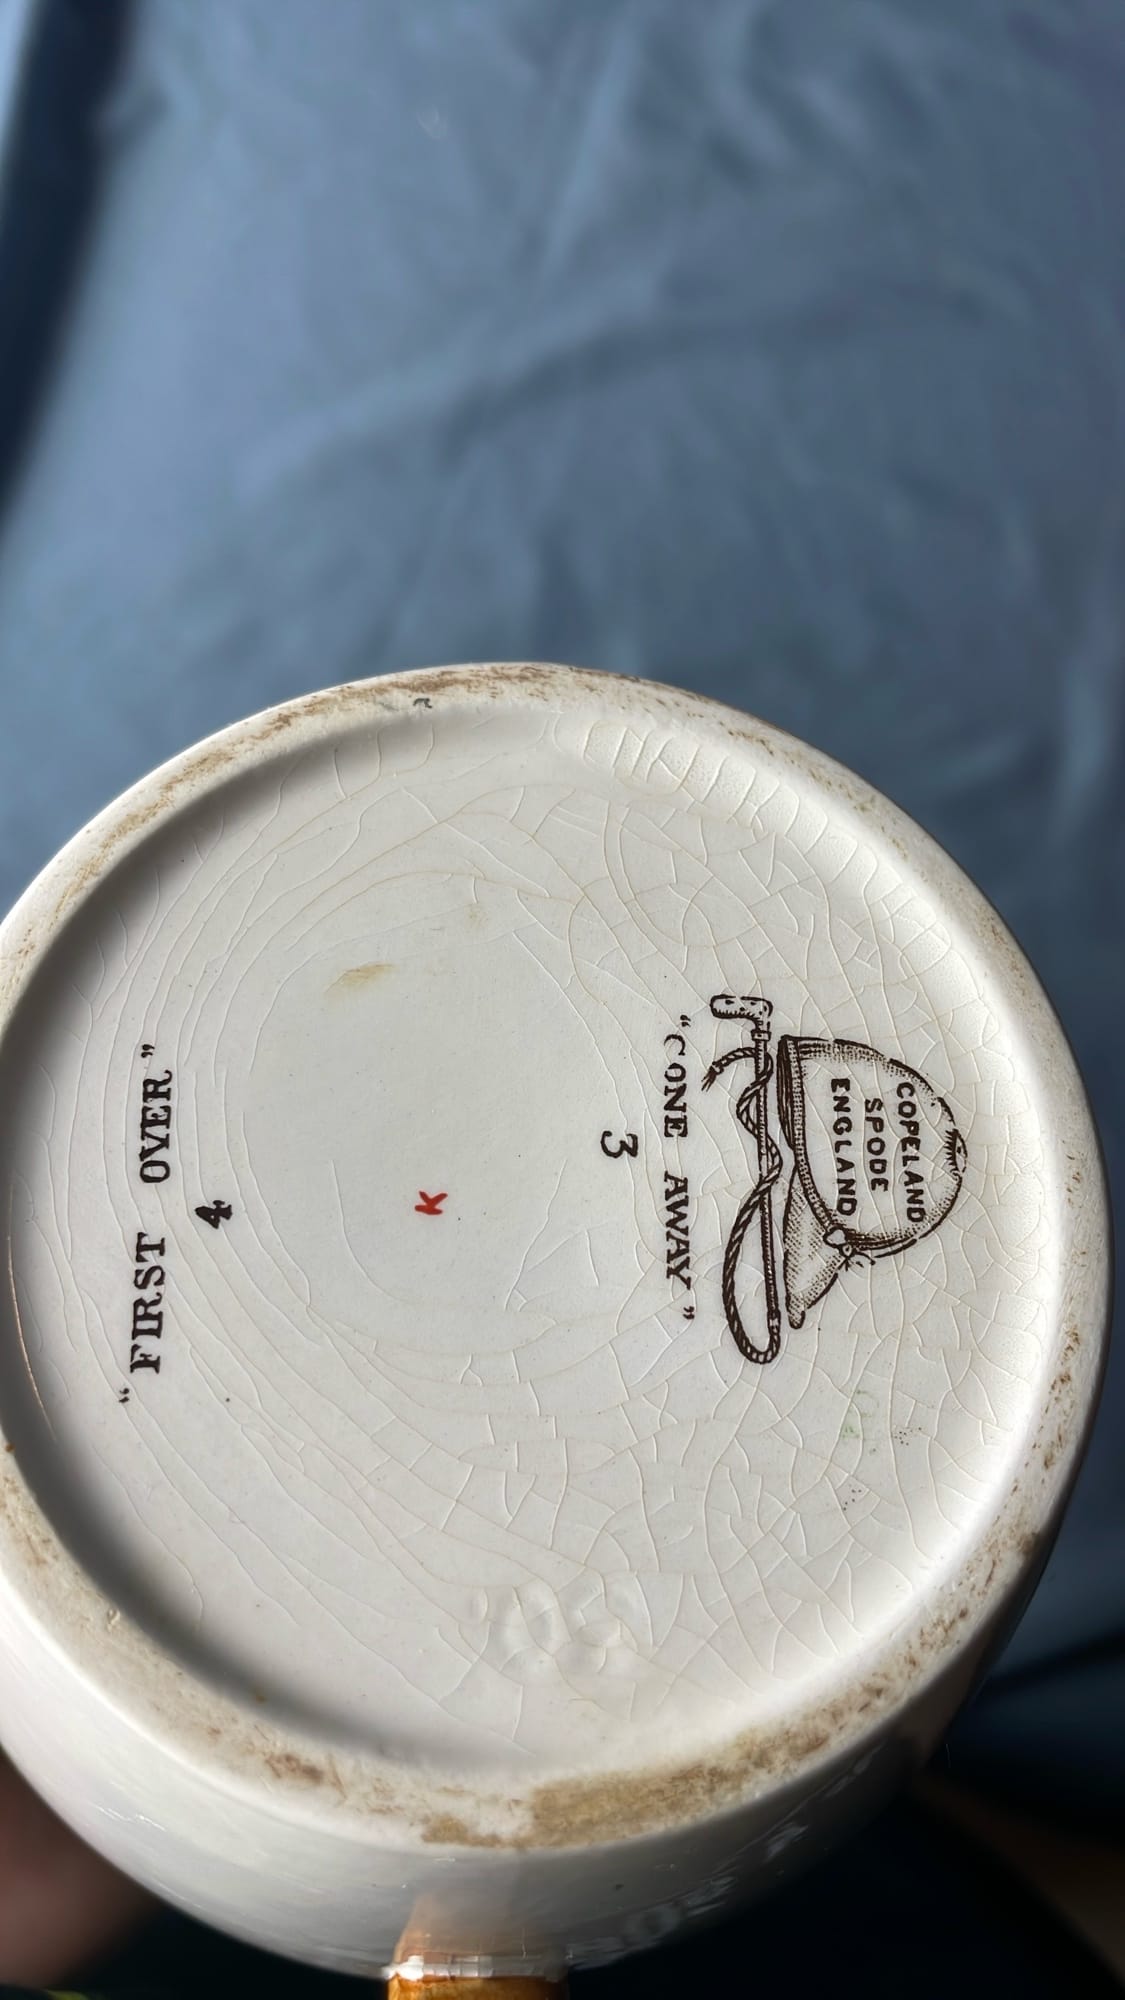 COPELAND
SPODE
ENGLAND
"GONE AWAY"
3
K
4
"FIRST OVER"